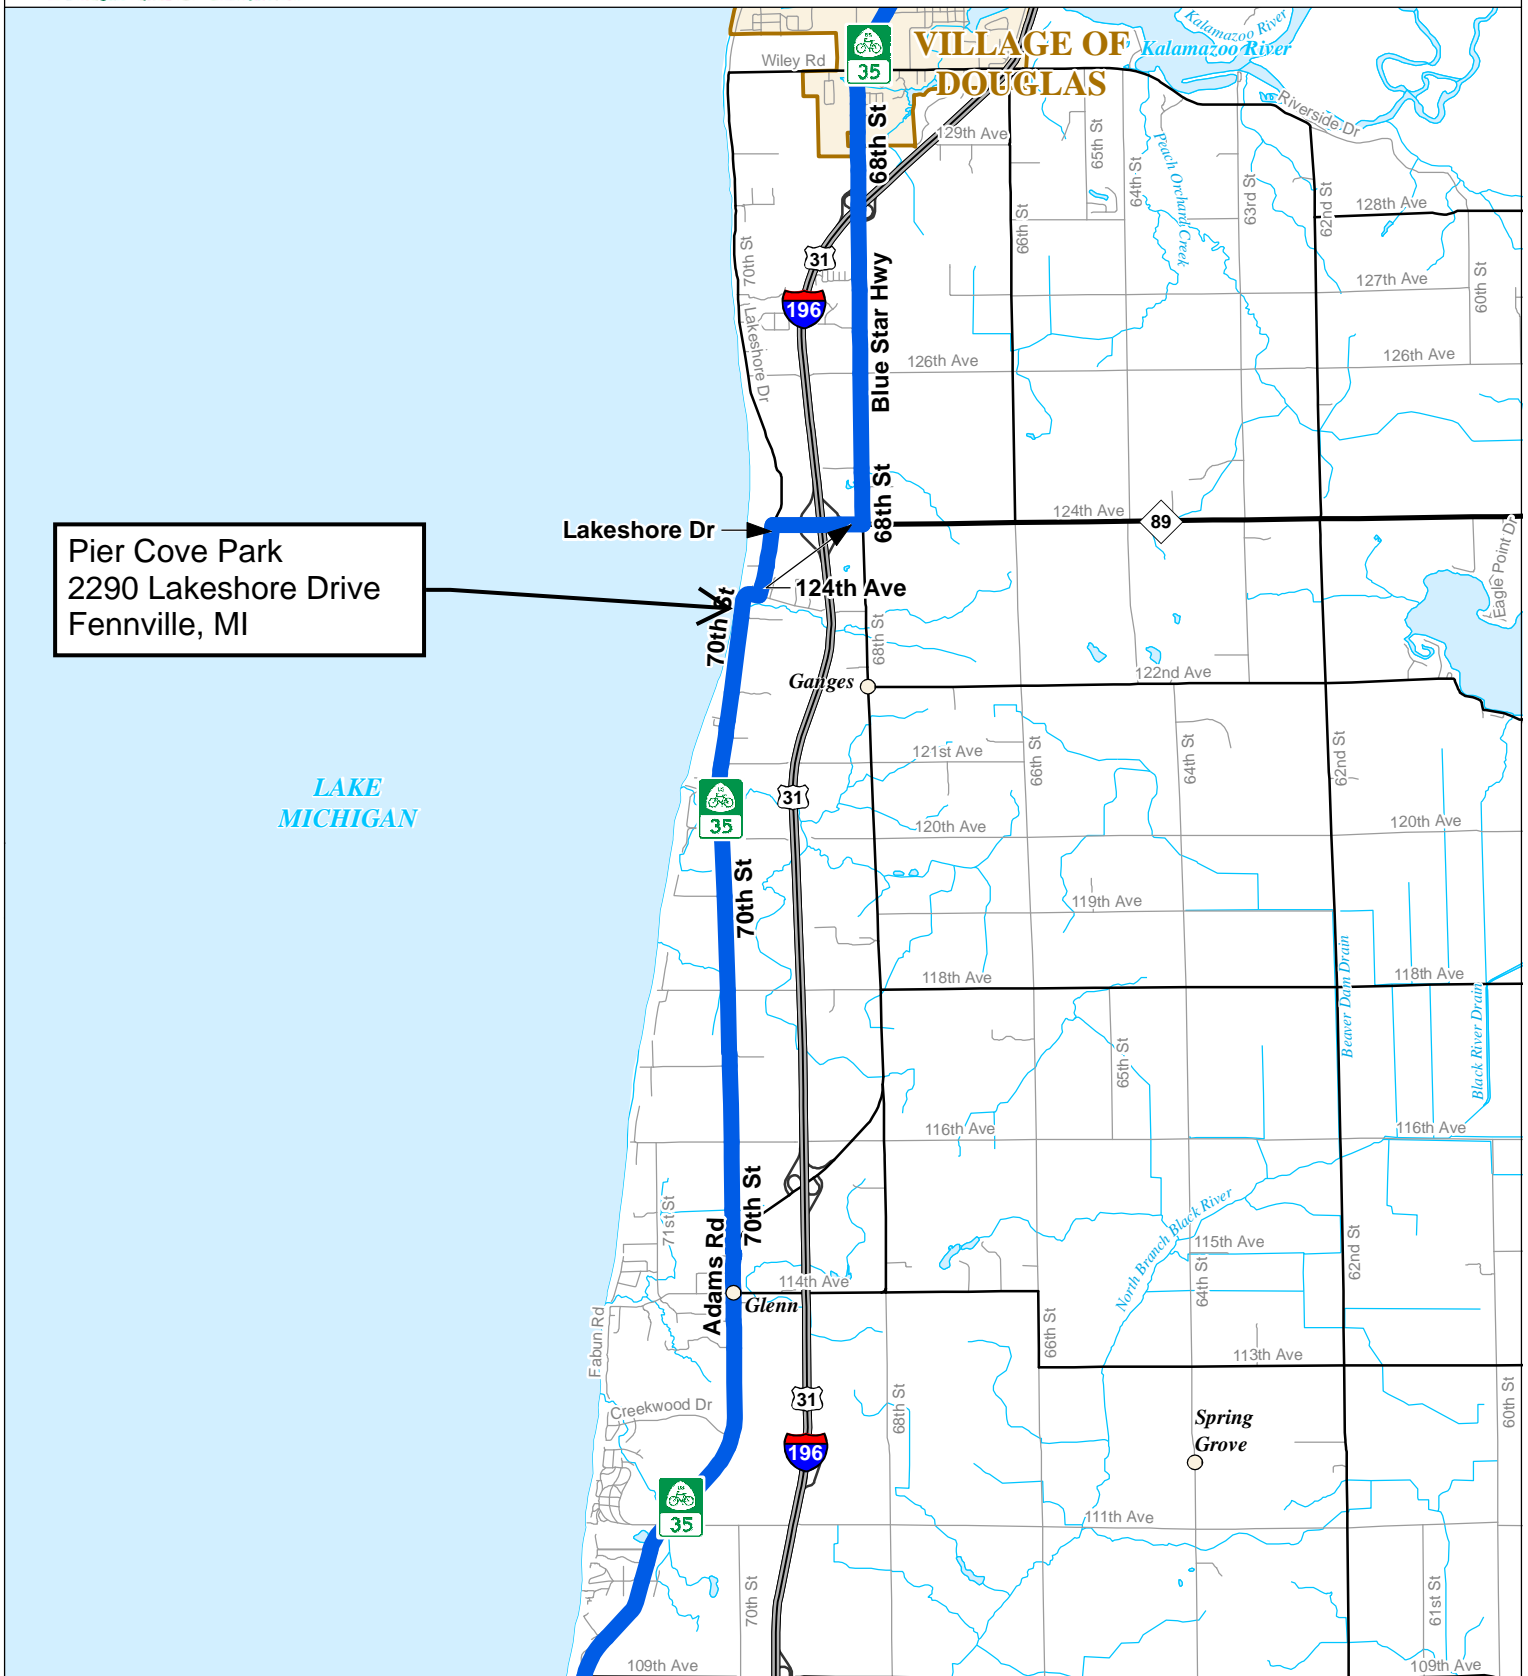 VILLAGE OF
DOUGLAS
Kalamazoo River
Kalamazoo River
Wiley Rd
35
Riverside Dr
68th St
129th Ave
65th St
64th St
Peach Orchard Creek
63rd St
62nd St
128th Ave
66th St
70th St
31
127th Ave
60th St
196
Lakeshore Dr
Blue Star Hwy
126th Ave
126th Ave
68th St
124th Ave
89
Lakeshore Dr
Eagle Point Dr
Pier Cove Park
2290 Lakeshore Drive
Fennville, MI
124th Ave
70th St
68th St
122nd Ave
Ganges
121st Ave
66th St
64th St
62nd St
LAKE
MICHIGAN
31
US
35
120th Ave
120th Ave
70th St
119th Ave
118th Ave
118th Ave
Beaver Dam Drain
Black River Drain
65th St
116th Ave
116th Ave
70th St
71st St
Adams Rd
North Branch Black River
115th Ave
62nd St
64th St
114th Ave
Glenn
Fabun Rd
66th St
113th Ave
31
68th St
60th St
Creekwood Dr
Spring
Grove
196
US
35
111th Ave
70th St
61st St
109th Ave
109th Ave